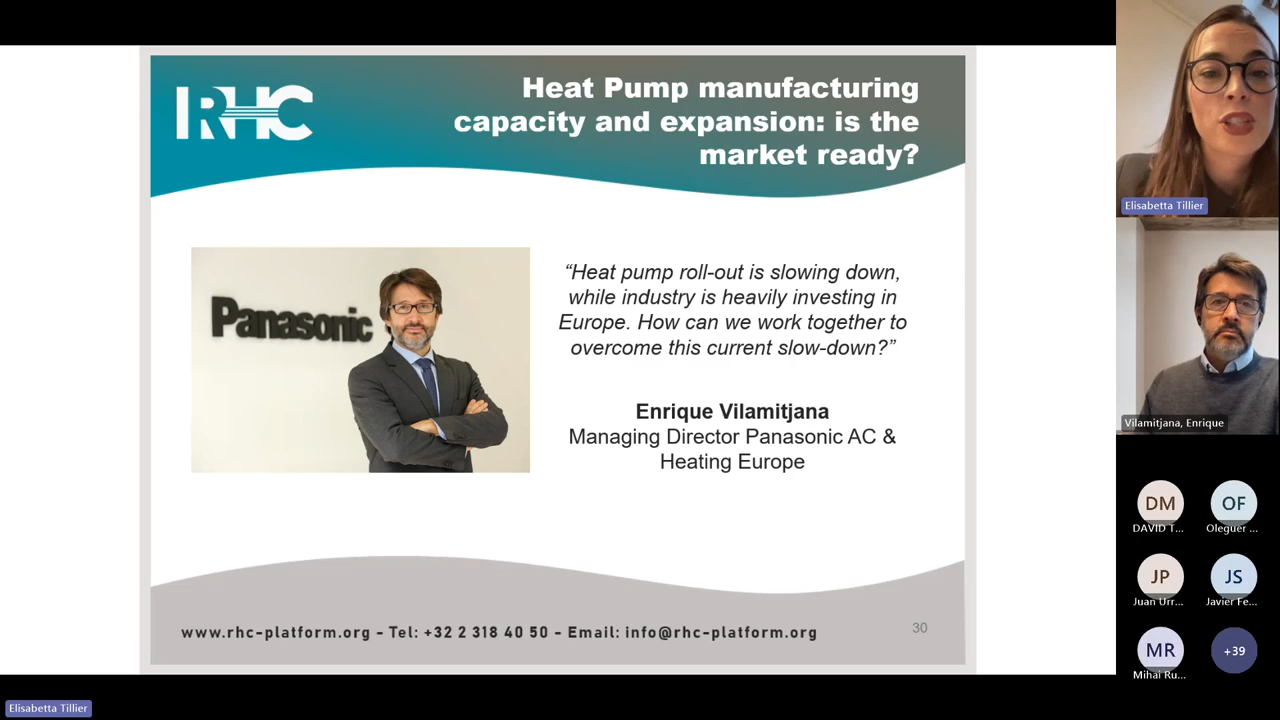 RHC
Heat Pump manufacturing
capacity and expansion: is the
market ready?
Panasonic
“Heat pump roll-out is slowing down,
while industry is heavily investing in
Europe. How can we work together to
overcome this current slow-down?”
Enrique Vilamitjana
Managing Director Panasonic AC &
Heating Europe
www.rhc-platform.org - Tel: +32 2 318 40 50 - Email: info@rhc-platform.org
30
Elisabetta Tillier
Vilamitjana, Enrique
DM
DAVID T...
OF
Oleguer ...
JP
Juan Urr...
JS
Javier Fe...
MR
Mihai Ru...
+39
Elisabetta Tillier